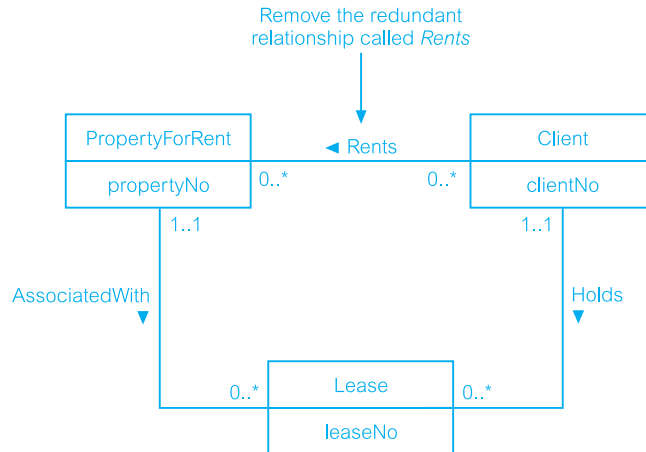 Remove the redundant
relationship called Rents
PropertyForRent
◄ Rents
Client
propertyNo
0..*
0..*
clientNo
1..1
1..1
AssociatedWith
▼
Holds
▼
0..*
Lease
0..*
leaseNo